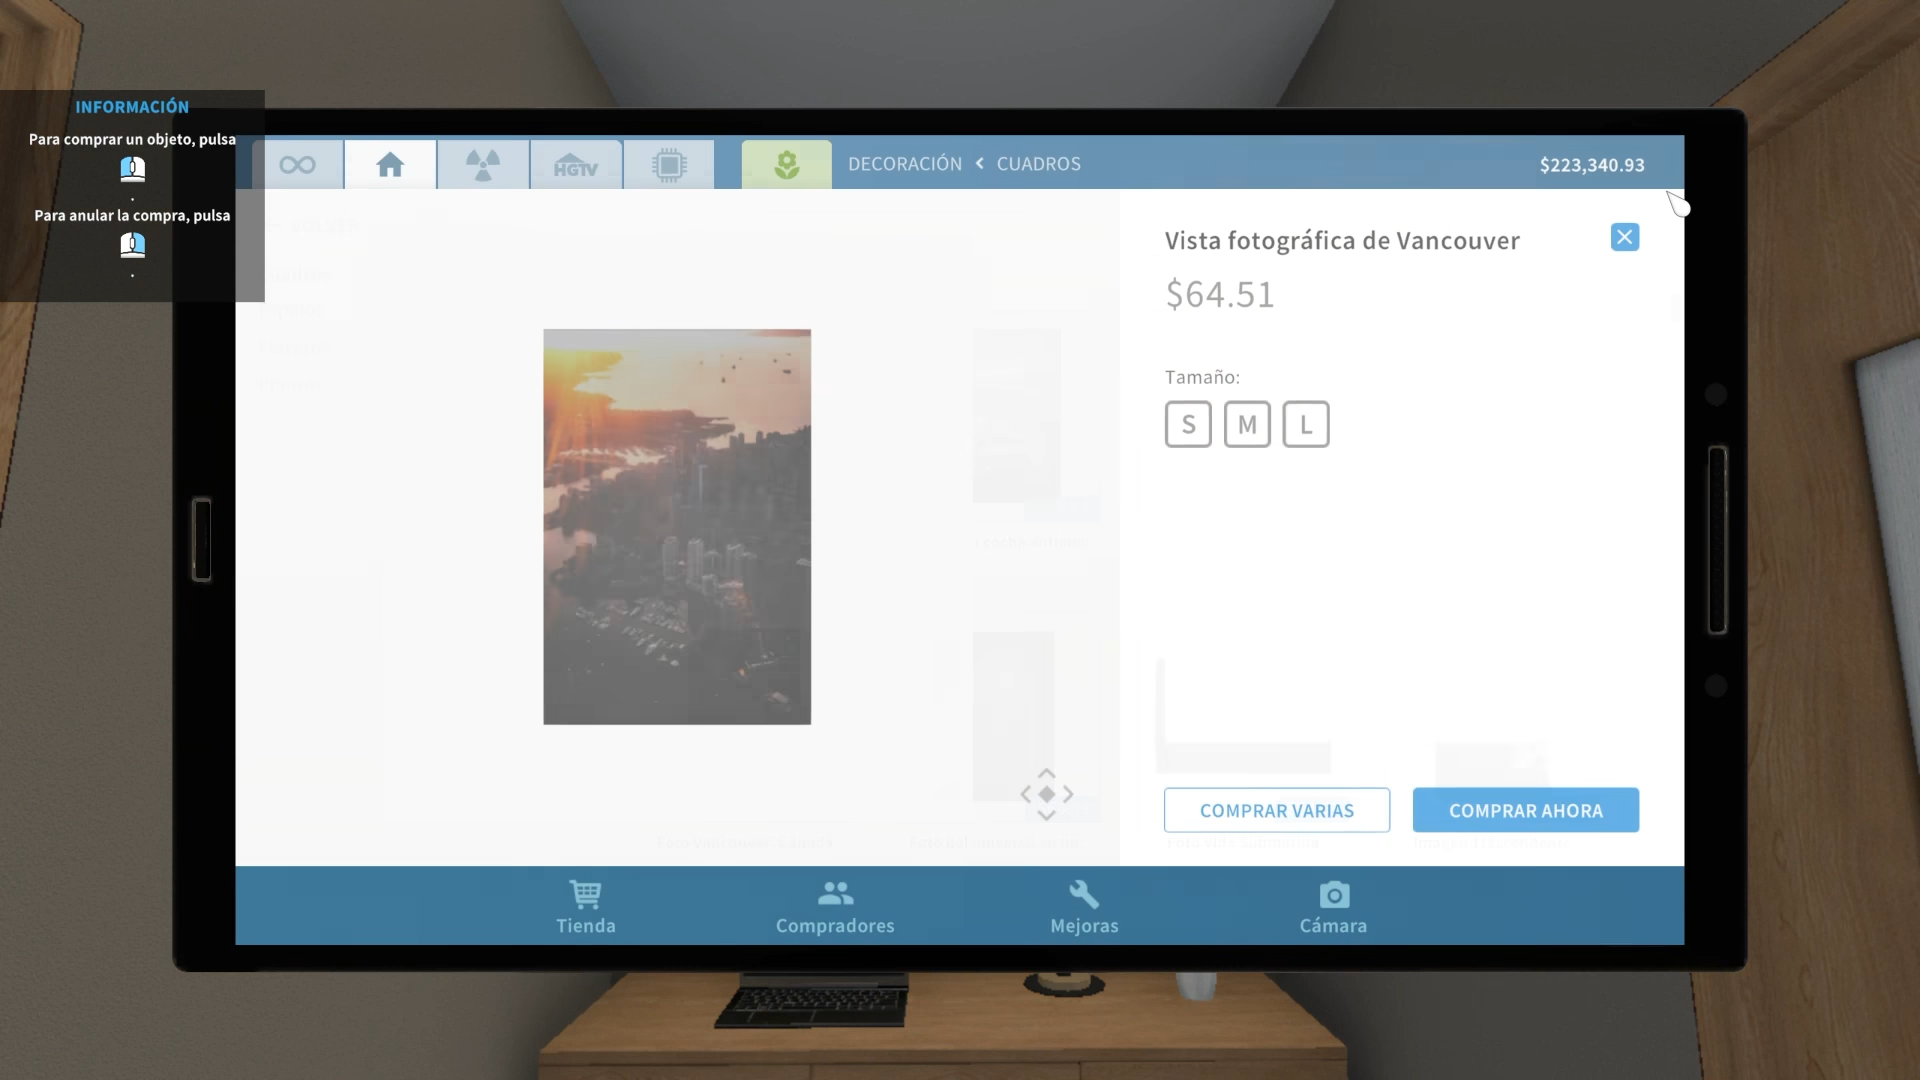 INFORMACIÓN
Para comprar un objeto, pulsa
.
Para anular la compra, pulsa
.
HGTV
DECORACIÓN < CUADROS
$223,340.93
Vista fotográfica de Vancouver
$64.51
Tamaño:
S M L
COMPRAR VARIAS
COMPRAR AHORA
Tienda
Compradores
Mejoras
Cámara